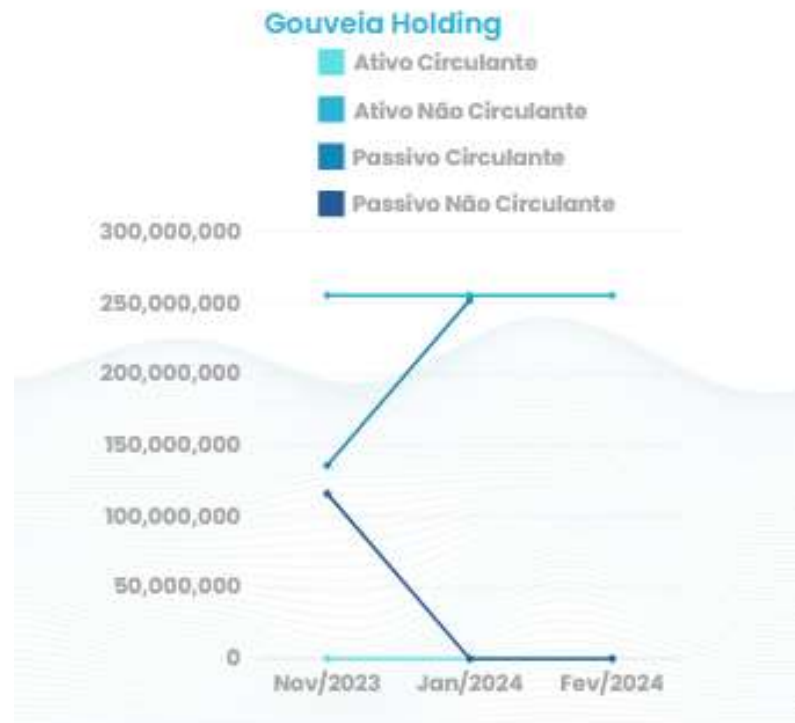 Gouveia Holding
Ativo Circulante
Ativo Não Circulante
Passivo Circulante
Passivo Não Circulante
300,000,000
250,000,000
200,000,000
150,000,000
100,000,000
50,000,000
0
Nov/2023 Jan/2024 Fev/2024